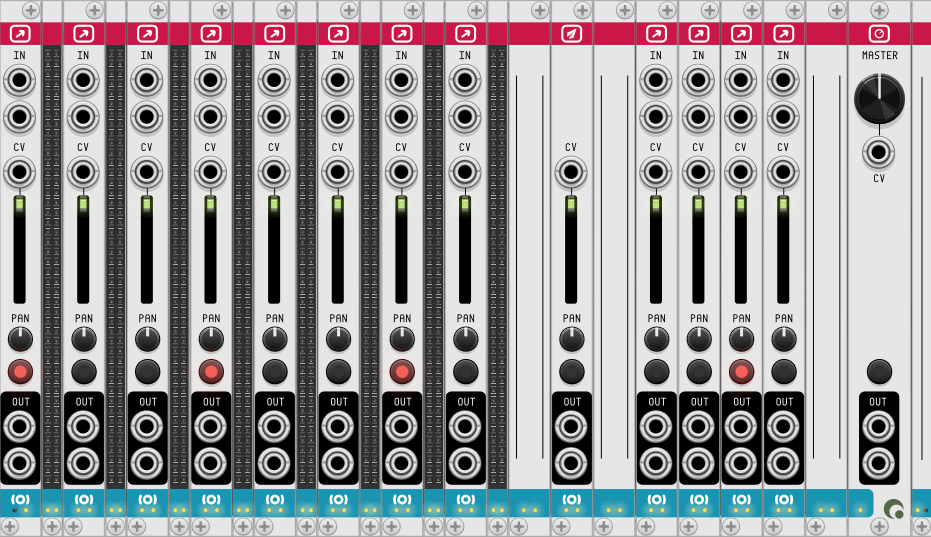 IN IN IN IN IN IN IN IN IN IN IN IN MASTER
CV CV CV CV CV CV CV CV CV CV CV CV CV
CV
PAN PAN PAN PAN PAN PAN PAN PAN PAN PAN PAN PAN PAN
OUT OUT OUT OUT OUT OUT OUT OUT OUT OUT OUT OUT OUT OUT